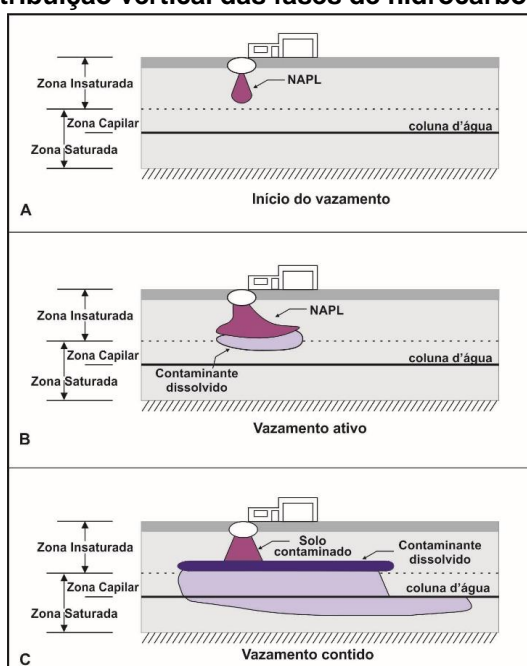 tribuição vertical das fases do hidrocarbo
Zona Insaturada
Zona Capilar
Zona Saturada
NAPL
coluna d'água
Início do vazamento
A
Zona Insaturada
Zona Capilar
Zona Saturada
NAPL
Contaminante
dissolvido
coluna d'água
Vazamento ativo
B
Zona Insaturada
Zona Capilar
Zona Saturada
Solo
contaminado
Contaminante
dissolvido
coluna d'água
Vazamento contido
C